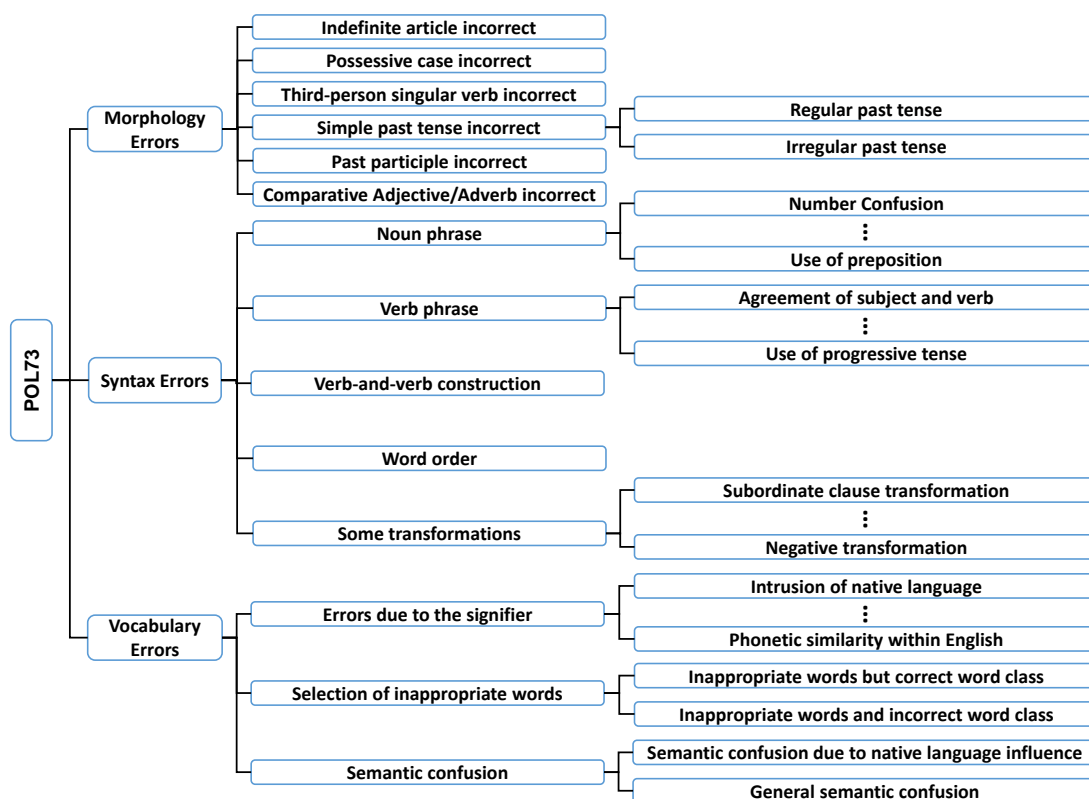 POL73
Morphology
Errors
Indefinite article incorrect
Possessive case incorrect
Third-person singular verb incorrect
Simple past tense incorrect
Regular past tense
Irregular past tense
Past participle incorrect
Comparative Adjective/Adverb incorrect
Syntax Errors
Noun phrase
Number Confusion
Use of preposition
Verb phrase
Agreement of subject and verb
Use of progressive tense
Verb-and-verb construction
Word order
Some transformations
Subordinate clause transformation
Negative transformation
Vocabulary
Errors
Errors due to the signifier
Intrusion of native language
Phonetic similarity within English
Selection of inappropriate words
Inappropriate words but correct word class
Inappropriate words and incorrect word class
Semantic confusion
Semantic confusion due to native language influence
General semantic confusion